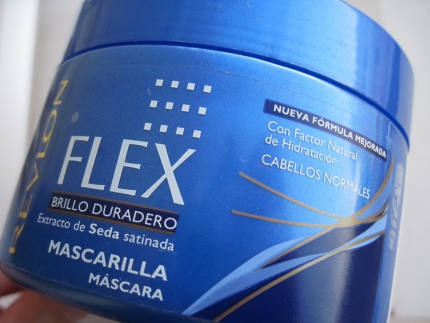 REVLON
FLEX
BRILLO DURADERO
Extracto de Seda satinada
MASCARILLA
MÁSCARA
NUEVA FÓRMULA MEJORADA
Con Factor Natural
de Hidratación
CABELLOS NORMALES